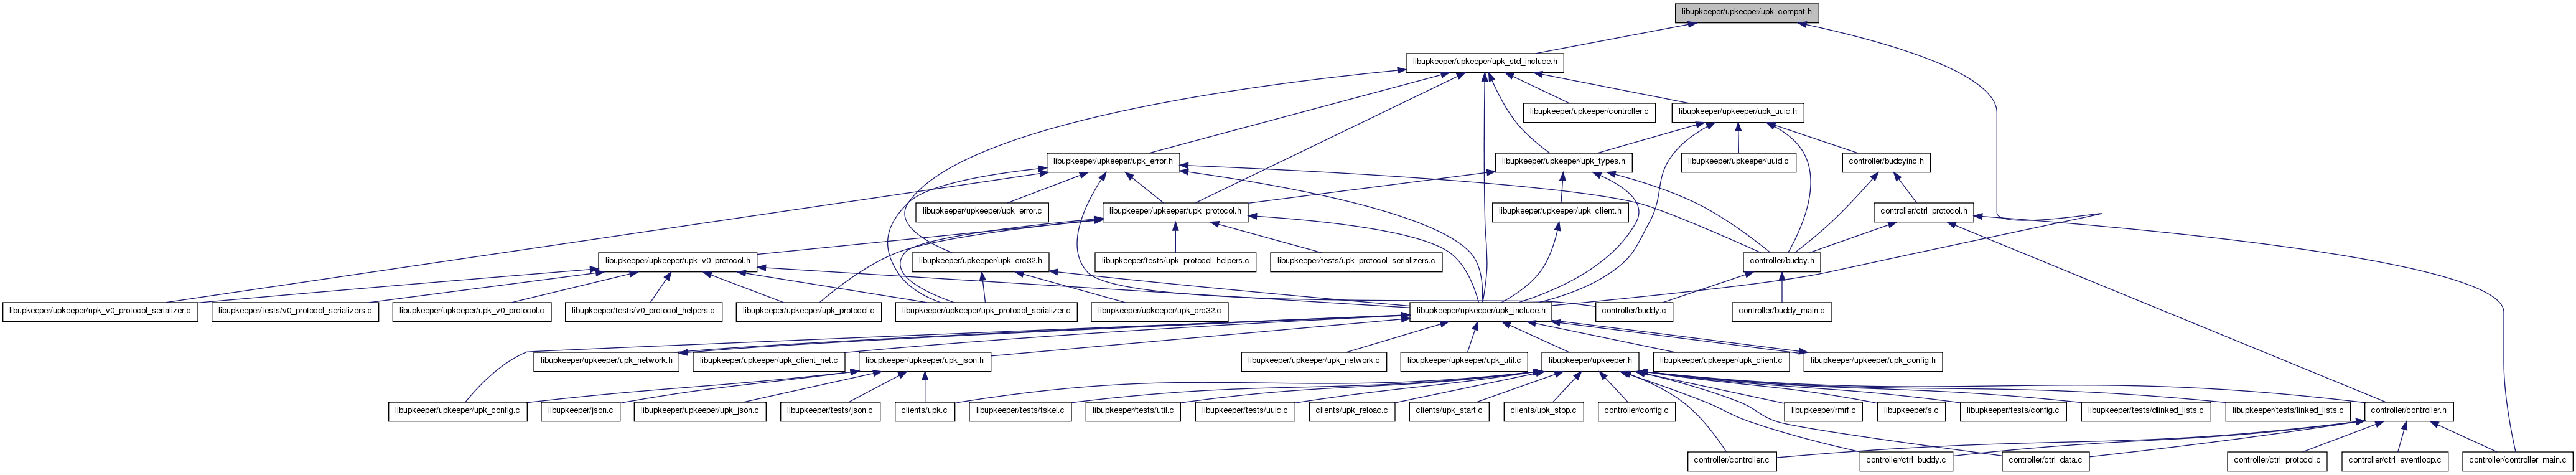 libupkeeper/upkeeper/upk_compat.h
libupkeeper/upkeeper/upk_std_include.h
libupkeeper/upkeeper/controller.c
libupkeeper/upkeeper/upk_uuid.h
libupkeeper/upkeeper/upk_error.h
libupkeeper/upkeeper/upk_types.h
libupkeeper/upkeeper/uuid.c
controller/buddyinc.h
libupkeeper/upkeeper/upk_error.c
libupkeeper/upkeeper/upk_protocol.h
libupkeeper/upkeeper/upk_client.h
controller/ctrl_protocol.h
libupkeeper/upkeeper/upk_v0_protocol.h
libupkeeper/upkeeper/upk_crc32.h
libupkeeper/tests/upk_protocol_helpers.c
libupkeeper/tests/upk_protocol_serializers.c
controller/buddy.h
libupkeeper/upkeeper/upk_v0_protocol_serializer.c
libupkeeper/tests/v0_protocol_serializers.c
libupkeeper/upkeeper/upk_v0_protocol.c
libupkeeper/tests/v0_protocol_helpers.c
libupkeeper/upkeeper/upk_protocol.c
libupkeeper/upkeeper/upk_protocol_serializer.c
libupkeeper/upkeeper/upk_crc32.c
libupkeeper/upkeeper/upk_include.h
controller/buddy.c
controller/buddy_main.c
libupkeeper/upkeeper/upk_network.h
libupkeeper/upkeeper/upk_client_net.c
libupkeeper/upkeeper/upk_json.h
libupkeeper/upkeeper/upk_network.c
libupkeeper/upkeeper/upk_util.c
libupkeeper/upkeeper.h
libupkeeper/upkeeper/upk_client.c
libupkeeper/upkeeper/upk_config.h
libupkeeper/upkeeper/upk_config.c
libupkeeper/json.c
libupkeeper/upkeeper/upk_json.c
libupkeeper/tests/json.c
clients/upk.c
libupkeeper/tests/tskel.c
libupkeeper/tests/util.c
libupkeeper/tests/uuid.c
clients/upk_reload.c
clients/upk_start.c
clients/upk_stop.c
controller/config.c
libupkeeper/rmrf.c
libupkeeper/s.c
libupkeeper/tests/config.c
libupkeeper/tests/dlinked_lists.c
libupkeeper/tests/linked_lists.c
controller/controller.h
controller/controller.c
controller/ctrl_buddy.c
controller/ctrl_data.c
controller/ctrl_protocol.c
controller/ctrl_eventloop.c
controller/controller_main.c